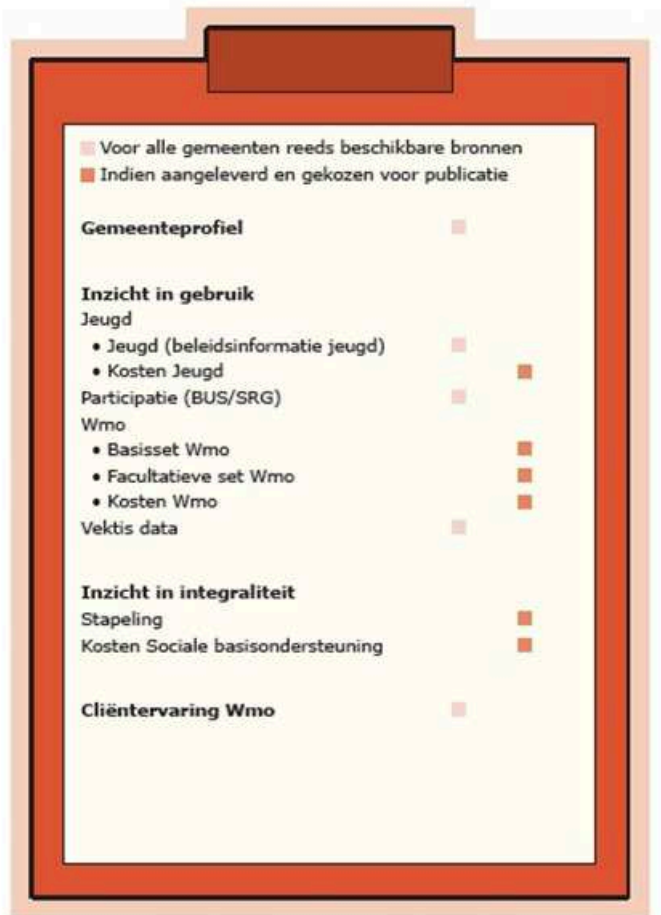 Voor alle gemeenten reeds beschikbare bronnen
Indien aangeleverd en gekozen voor publicatie
Gemeenteprofiel
Inzicht in gebruik
Jeugd
• Jeugd (beleidsinformatie jeugd)
• Kosten Jeugd
Participatie (BUS/SRG)
Wmo
• Basisset Wmo
• Facultatieve set Wmo
• Kosten Wmo
Vektis data
Inzicht in integraliteit
Stapeling
Kosten Sociale basisondersteuning
Cliëntervaring Wmo